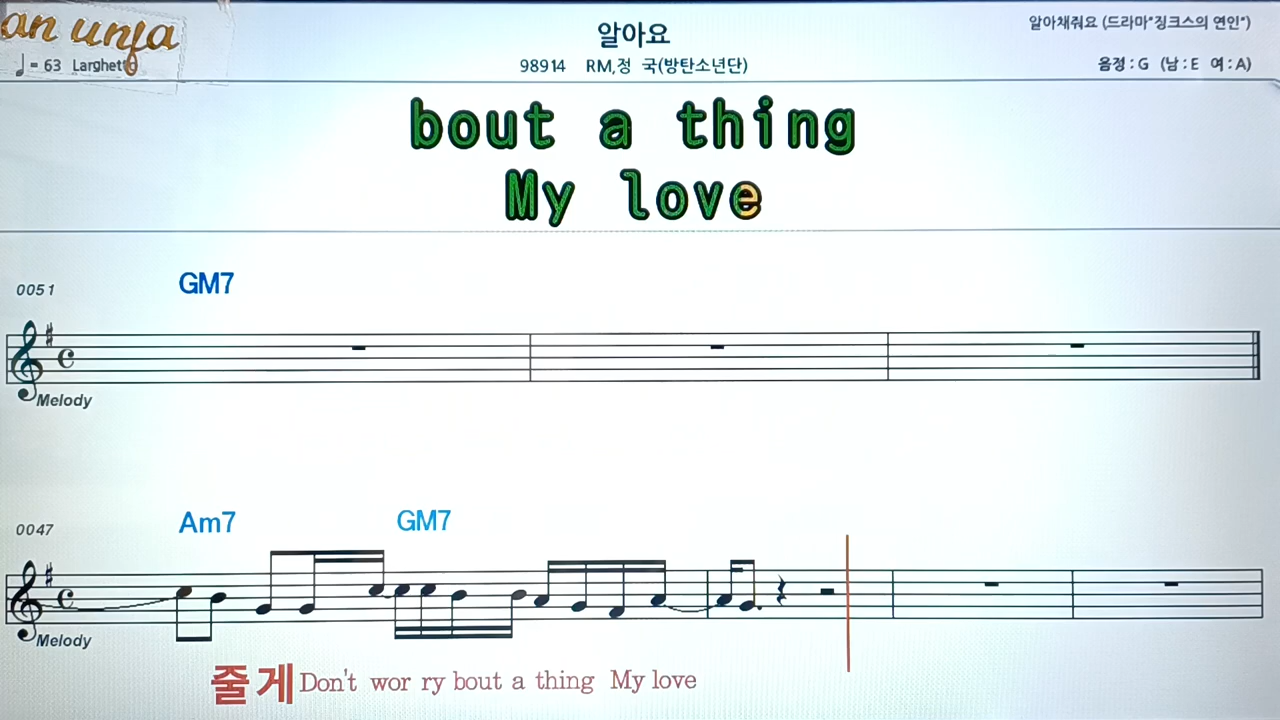 an unfa
알아요
알아채줘요 (드라마"징크스의 연인")
♩= 63 Larghetto
98914 RM,정 국(방탄소년단)
음정 : G (남 : E 여 : A)
bout a thing
My love
0051
GM7
Melody
0047
Am7 GM7
Melody
줄게 Don't wor ry bout a thing My love